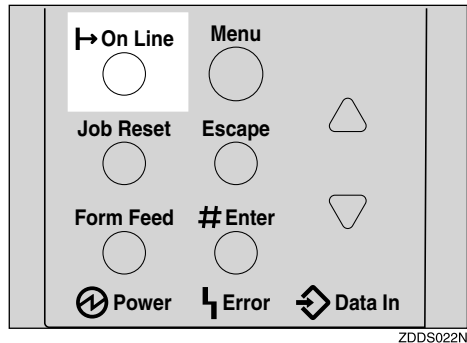 On Line Menu
Job Reset Escape
Form Feed # Enter
Power Error Data In
ZDDS022N